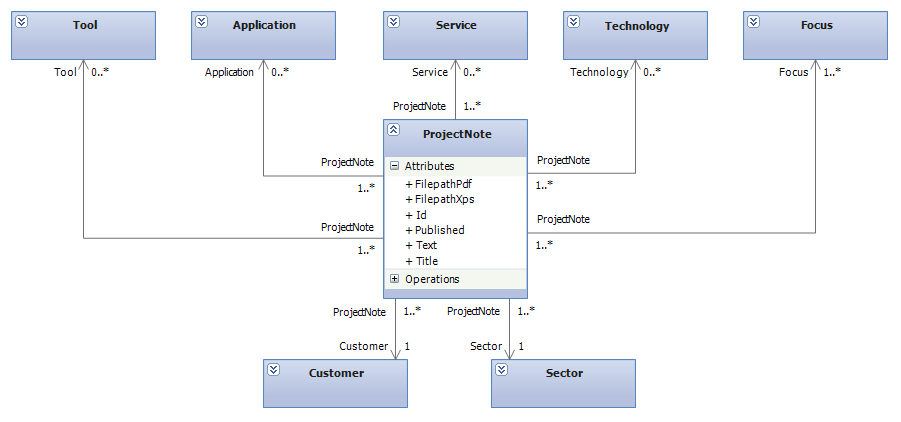 Tool
Application
Service
Technology
Focus
Tool 0..*
Application 0..*
Service 0..*
Technology 0..*
Focus 1..*
ProjectNote 1..*
ProjectNote
ProjectNote
1..*
ProjectNote
1..*
ProjectNote
1..*
ProjectNote
1..*
Attributes
+ FilepathPdf
+ FilepathXps
+ Id
+ Published
+ Text
+ Title
Operations
ProjectNote 1..*
ProjectNote 1..*
Customer 1
Sector 1
Customer
Sector